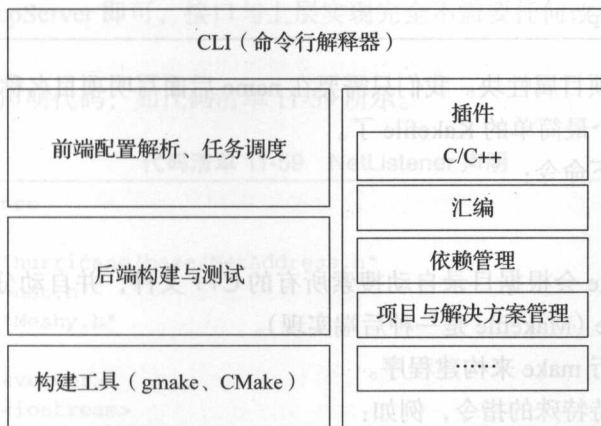 CLI（命令行解释器）
前端配置解析、任务调度
后端构建与测试
构建工具（gmake、CMake）
插件
C/C++
汇编
依赖管理
项目与解决方案管理
……